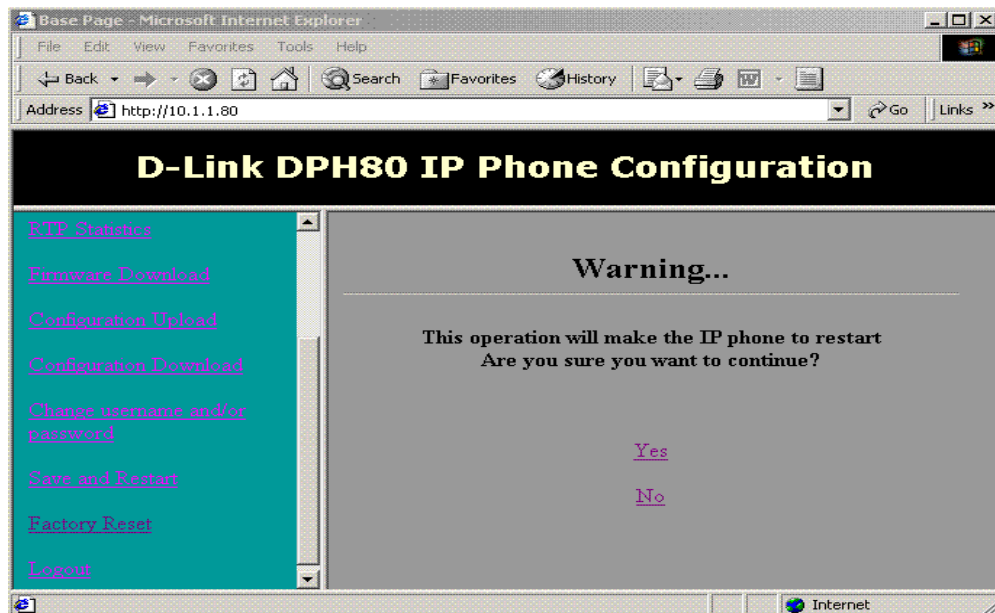 Base Page - Microsoft Internet Explorer
File Edit View Favorites Tools Help
Back Search Favorites History
Address http://10.1.1.80 Go Links »
D-Link DPH80 IP Phone Configuration
RTP Statistics
Firmware Download
Configuration Upload
Configuration Download
Change username and/or
password
Save and Restart
Factory Reset
Logout
Warning...
This operation will make the IP phone to restart
Are you sure you want to continue?
Yes
No
Internet